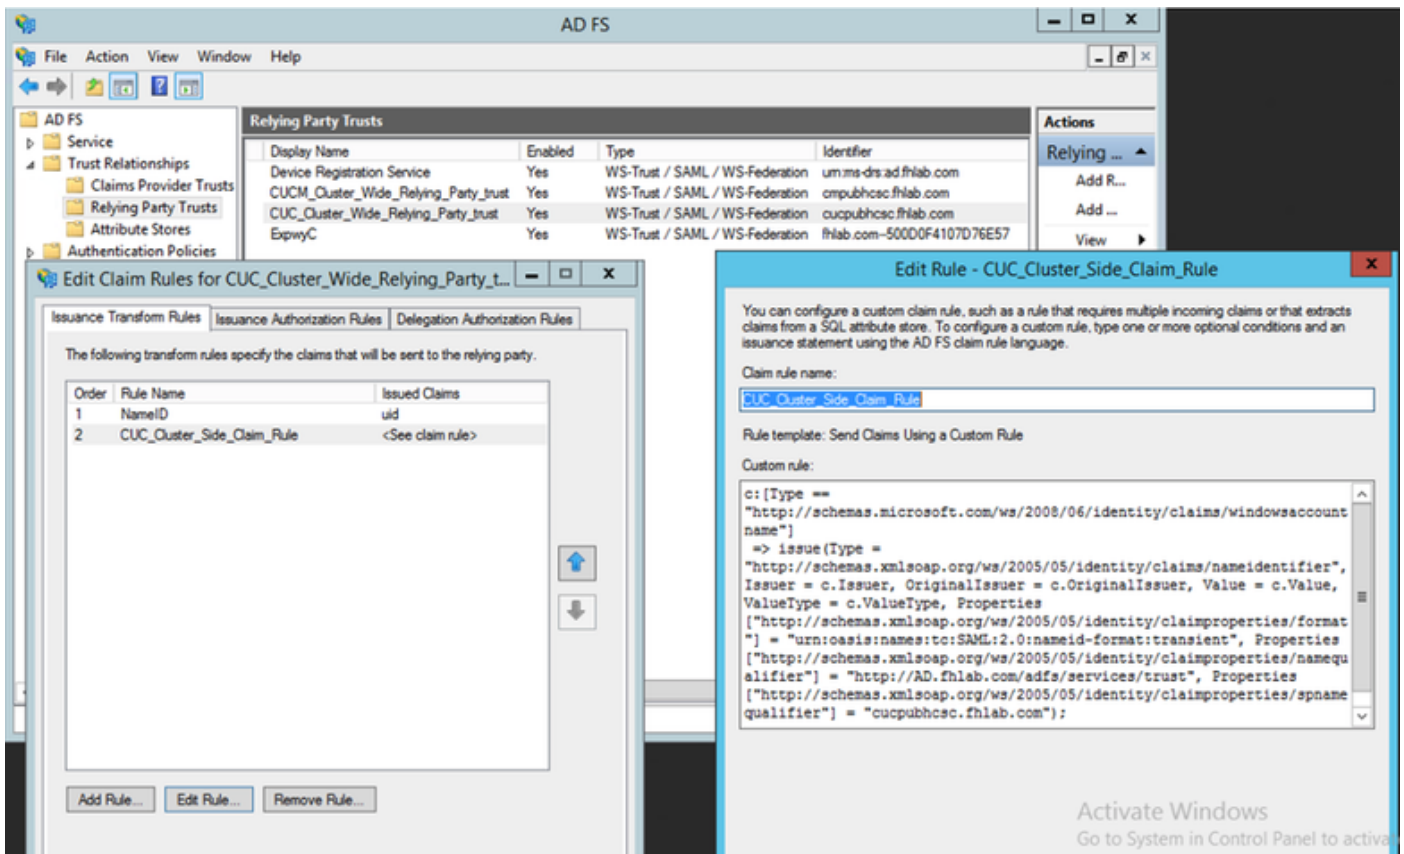 AD FS
File Action View Window Help
AD FS
Service
Trust Relationships
Claims Provider Trusts
Relying Party Trusts
Attribute Stores
Authentication Policies
Relying Party Trusts
Display Name Enabled Type Identifier
Device Registration Service Yes WS-Trust / SAML / WS-Federation urn:ms-drs:ad.fhlab.com
CUCM_Cluster_Wide_Relying_Party_trust Yes WS-Trust / SAML / WS-Federation cmpubhcsc.fhlab.com
CUC_Cluster_Wide_Relying_Party_trust Yes WS-Trust / SAML / WS-Federation cucpubhcsc.fhlab.com
ExpwyC Yes WS-Trust / SAML / WS-Federation fhlab.com-500D0F4107D76E57
Actions
Relying ...
Add R...
Add ...
View
Edit Claim Rules for CUC_Cluster_Wide_Relying_Party_t...
Issuance Transform Rules Issuance Authorization Rules Delegation Authorization Rules
The following transform rules specify the claims that will be sent to the relying party.
Order Rule Name Issued Claims
1 NameID uid
2 CUC_Cluster_Side_Claim_Rule <See claim rule>
Add Rule... Edit Rule... Remove Rule...
Edit Rule - CUC_Cluster_Side_Claim_Rule
You can configure a custom claim rule, such as a rule that requires multiple incoming claims or that extracts
claims from a SQL attribute store. To configure a custom rule, type one or more optional conditions and an
issuance statement using the AD FS claim rule language.
Claim rule name:
CUC_Cluster_Side_Claim_Rule
Rule template: Send Claims Using a Custom Rule
Custom rule:
c:[Type ==
"http://schemas.microsoft.com/ws/2008/06/identity/claims/windowsaccount
name"]
=> issue(Type =
"http://schemas.xmlsoap.org/ws/2005/05/identity/claims/nameidentifier",
Issuer = c.Issuer, OriginalIssuer = c.OriginalIssuer, Value = c.Value,
ValueType = c.ValueType, Properties
["http://schemas.xmlsoap.org/ws/2005/05/identity/claimproperties/format
"] = "urn:oasis:names:tc:SAML:2.0:nameid-format:transient", Properties
["http://schemas.xmlsoap.org/ws/2005/05/identity/claimproperties/namequ
alifier"] = "http://AD.fhlab.com/adfs/services/trust", Properties
["http://schemas.xmlsoap.org/ws/2005/05/identity/claimproperties/spname
qualifier"] = "cucpubhcsc.fhlab.com");
Activate Windows
Go to System in Control Panel to activa